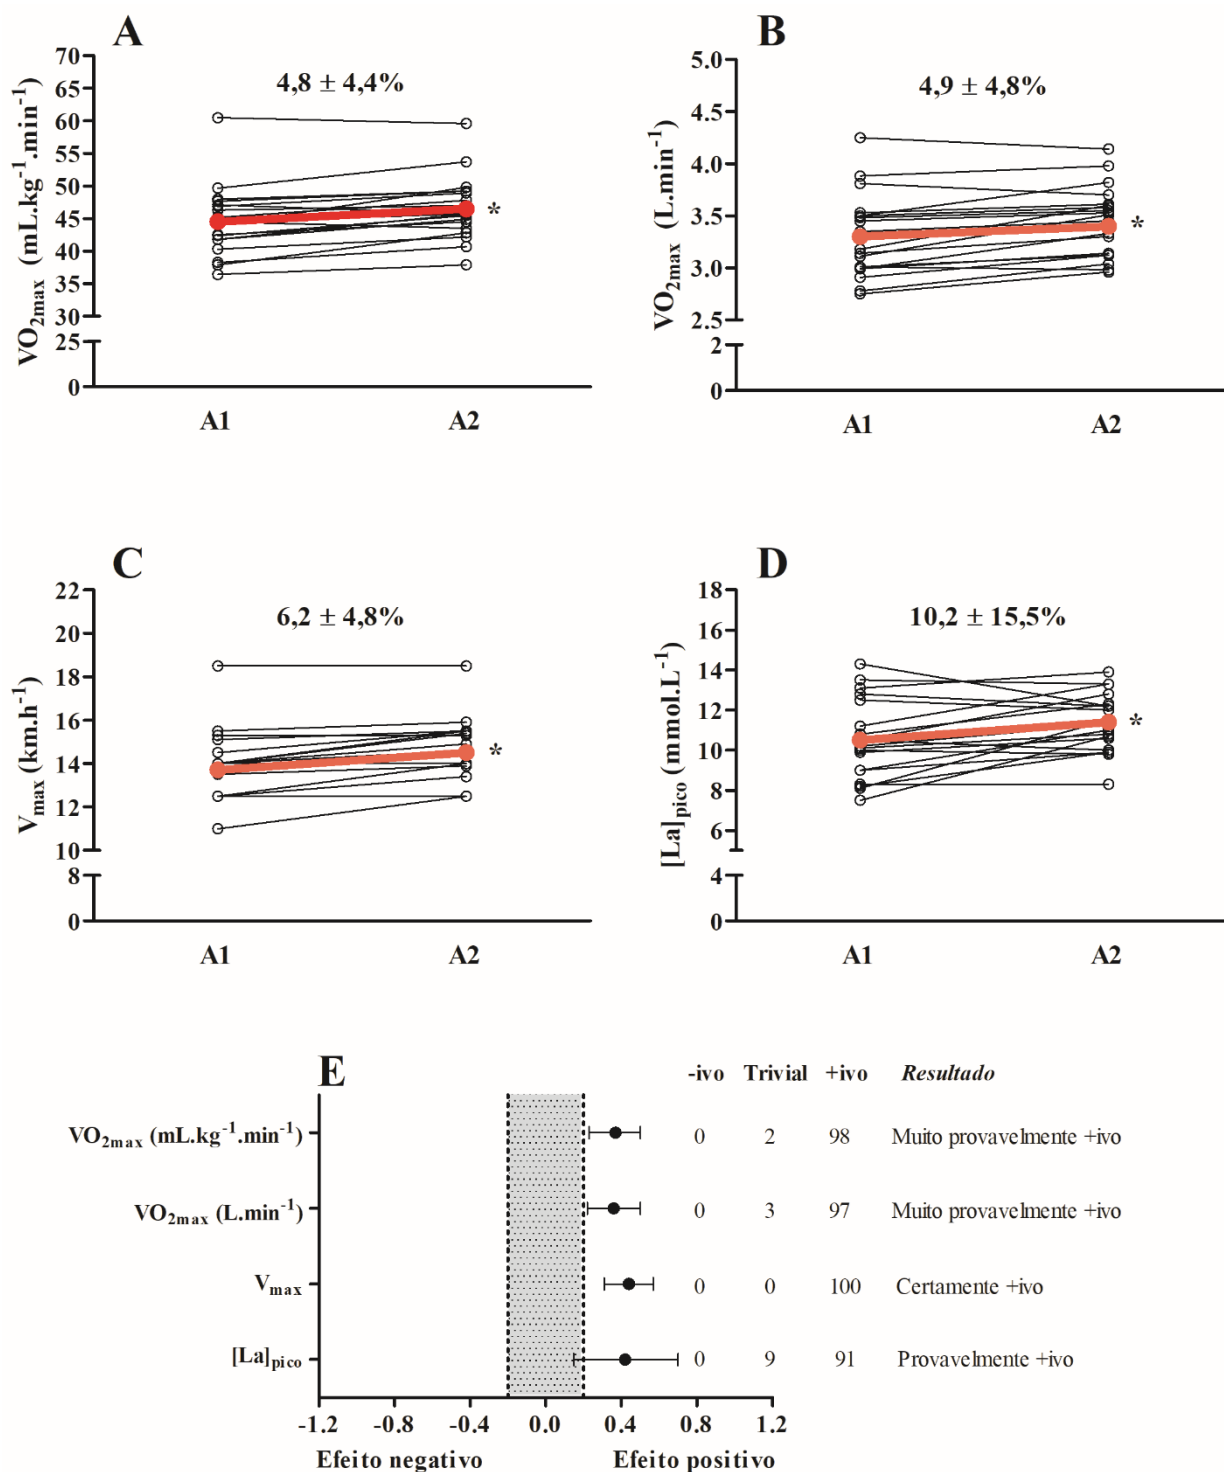 A
4,8 ± 4,4%
VO2max (mL.kg-1.min-1)
70
65
60
55
50
45
40
35
30
25
0
*
A1 A2
B
4,9 ± 4,8%
VO2max (L.min-1)
5.0
4.5
4.0
3.5
3.0
2.5
2
0
*
A1 A2
C
6,2 ± 4,8%
Vmax (km.h-1)
22
20
18
16
14
12
10
8
0
*
A1 A2
D
10,2 ± 15,5%
[La]pico (mmol.L-1)
18
16
14
12
10
8
6
4
0
*
A1 A2
E
-ivo Trivial +ivo Resultado
VO2max (mL.kg-1.min-1) 0 2 98 Muito provavelmente +ivo
VO2max (L.min-1) 0 3 97 Muito provavelmente +ivo
Vmax 0 0 100 Certamente +ivo
[La]pico 0 9 91 Provavelmente +ivo
-1.2 -0.8 -0.4 0.0 0.4 0.8 1.2
Efeito negativo Efeito positivo